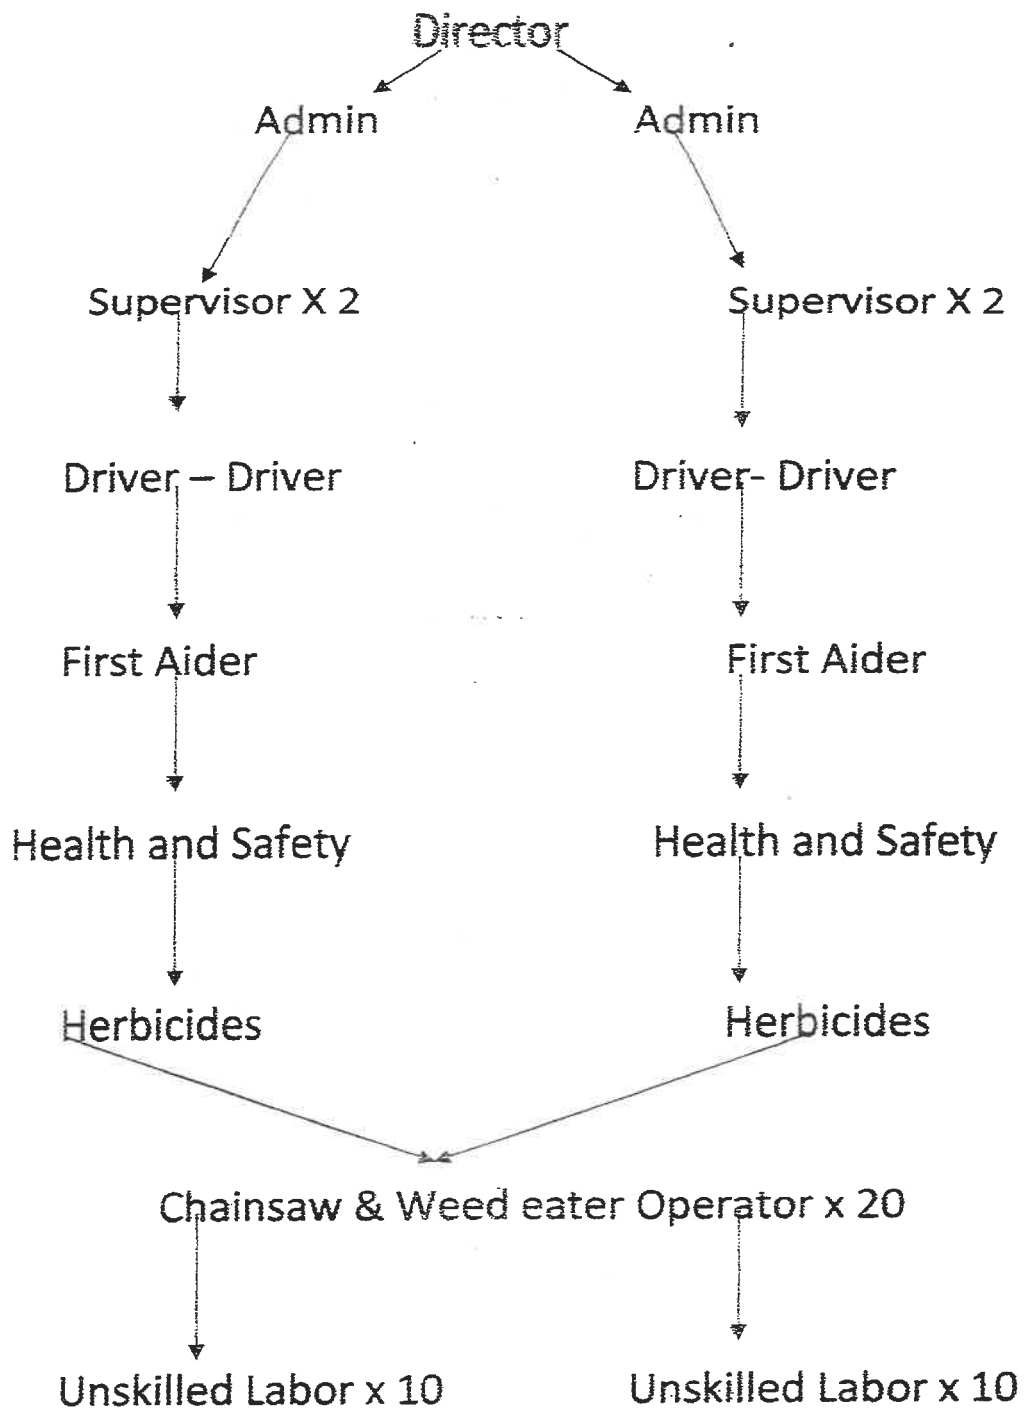 Director
Admin Admin
Supervisor X 2 Supervisor X 2
Driver – Driver Driver- Driver
First Aider First Aider
Health and Safety Health and Safety
Herbicides Herbicides
Chainsaw & Weed eater Operator x 20
Unskilled Labor x 10 Unskilled Labor x 10